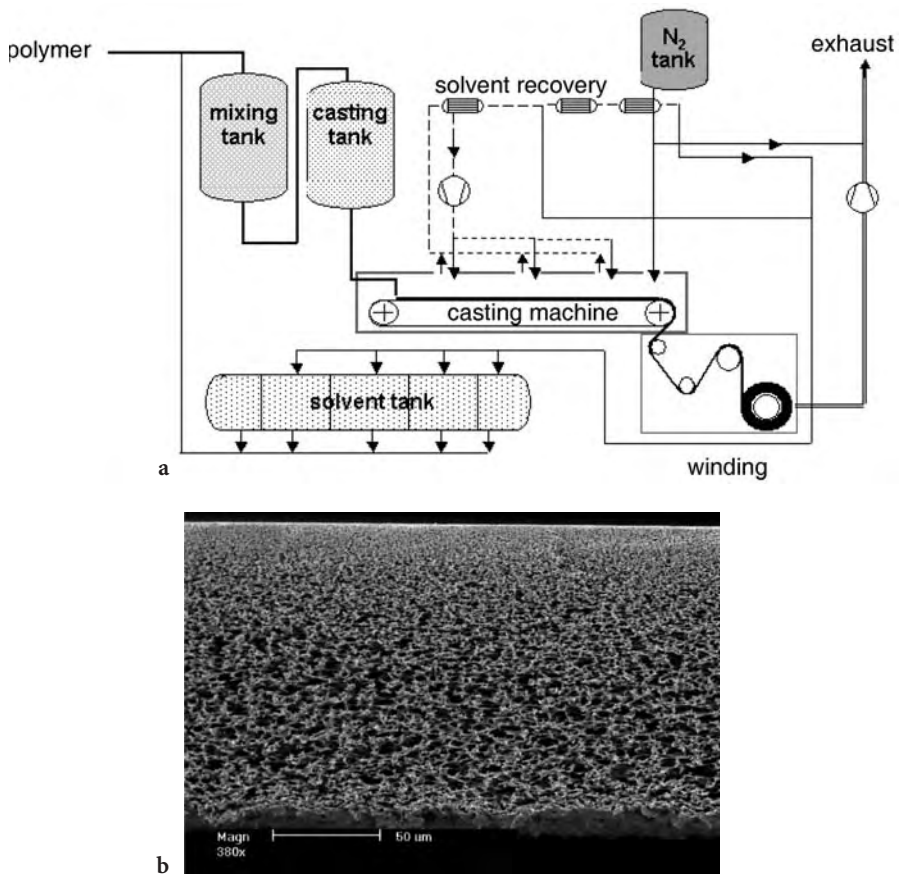 polymer
mixing
tank
casting
tank
solvent recovery
N2
tank
exhaust
casting machine
solvent tank
winding
a
Magn
380x
50 um
b